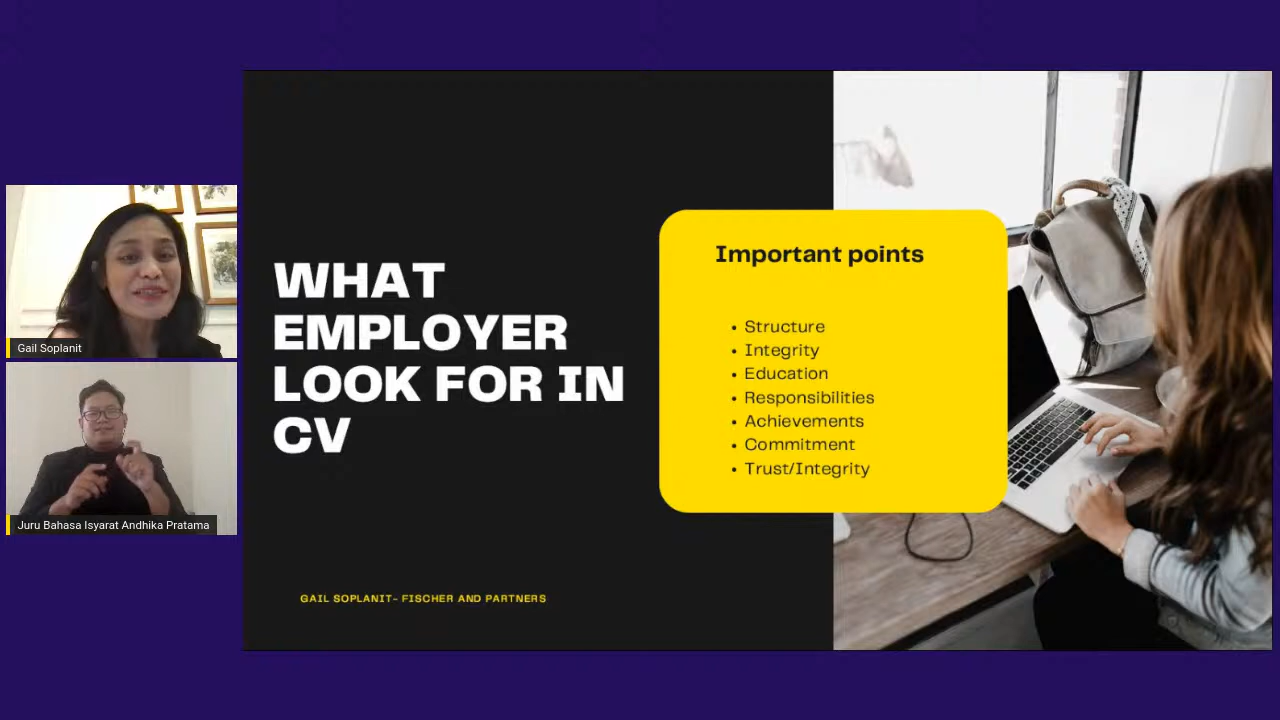 Gail Soplanit
Juru Bahasa Isyarat Andhika Pratama
WHAT
EMPLOYER
LOOK FOR IN
CV
GAIL SOPLANIT- FISCHER AND PARTNERS
Important points
• Structure
• Integrity
• Education
• Responsibilities
• Achievements
• Commitment
• Trust/Integrity